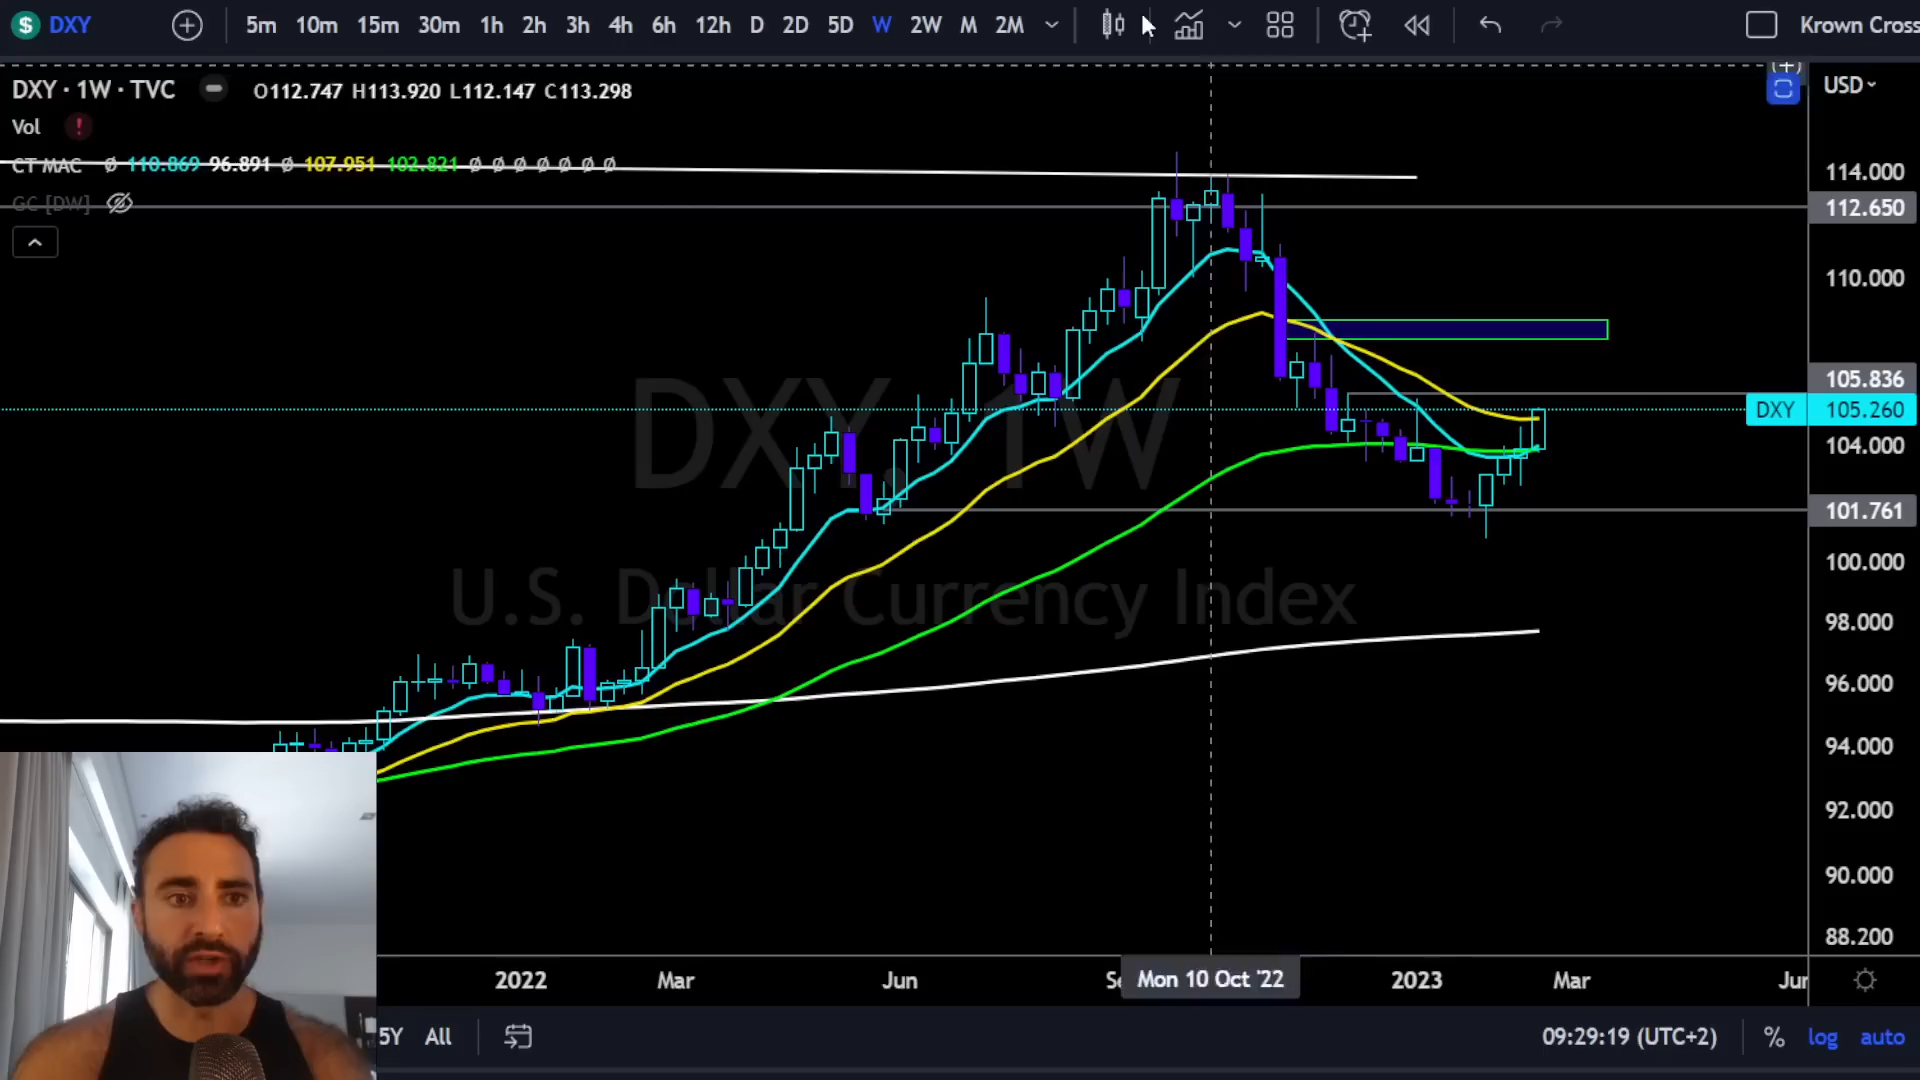 DXY 5m 10m 15m 30m 1h 2h 3h 4h 6h 12h D 2D 5D W 2W M 2M Krown Cross
DXY · 1W · TVC O112.747 H113.920 L112.147 C113.298 USD
Vol
CT MAC ∅ 110.869 96.891 ∅ 107.951 102.821 ∅ ∅ ∅ ∅ ∅ ∅ ∅
GC [DW]
114.000
112.650
110.000
105.836
DXY 105.260
104.000
101.761
100.000
98.000
96.000
94.000
92.000
90.000
88.200
DXY, 1W
U.S. Dollar Currency Index
2022 Mar Jun Mon 10 Oct '22 2023 Mar Jun
5Y All 09:29:19 (UTC+2) % log auto